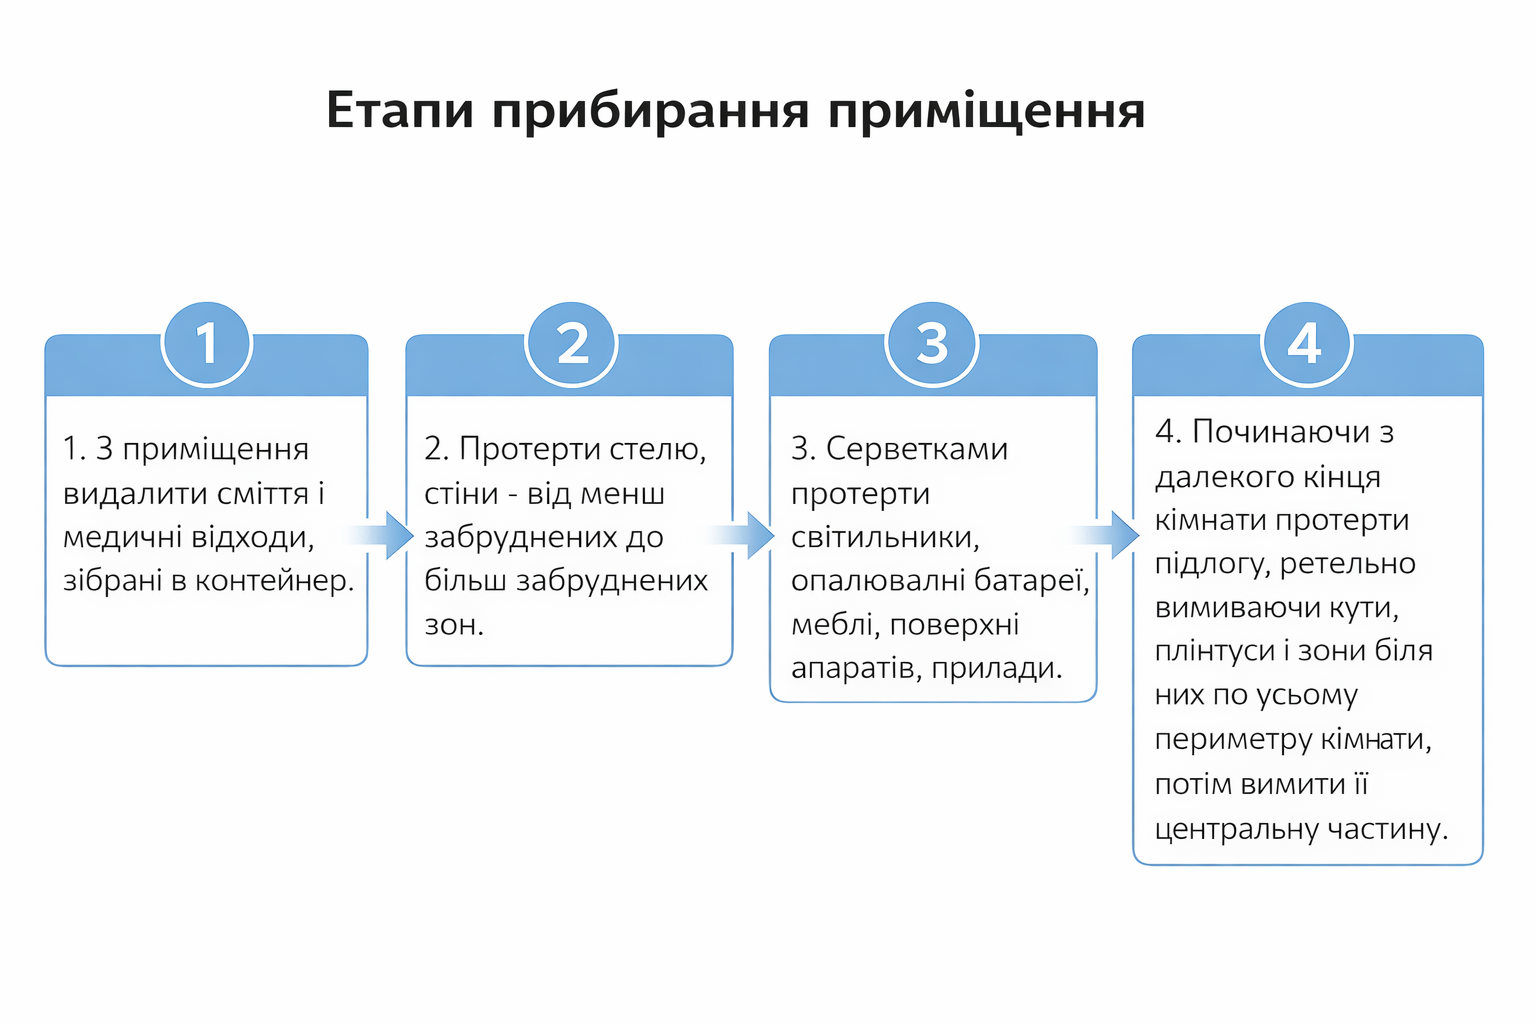 Етапи прибирання приміщення
1
1. З приміщення
видалити сміття і
медичні відходи,
зібрані в контейнер.
2
2. Протерти стелю,
стіни - від менш
забруднених до
більш забруднених
зон.
3
3. Серветками
протерти
світильники,
опалювалні батареї,
меблі, поверхні
апаратів, прилади.
4
4. Починаючи з
далекого кінця
кімнати протерти
підлогу, ретельно
вимиваючи кути,
плінтуси і зони біля
них по усьому
периметру кімнати,
потім вимити її
центральну частину.